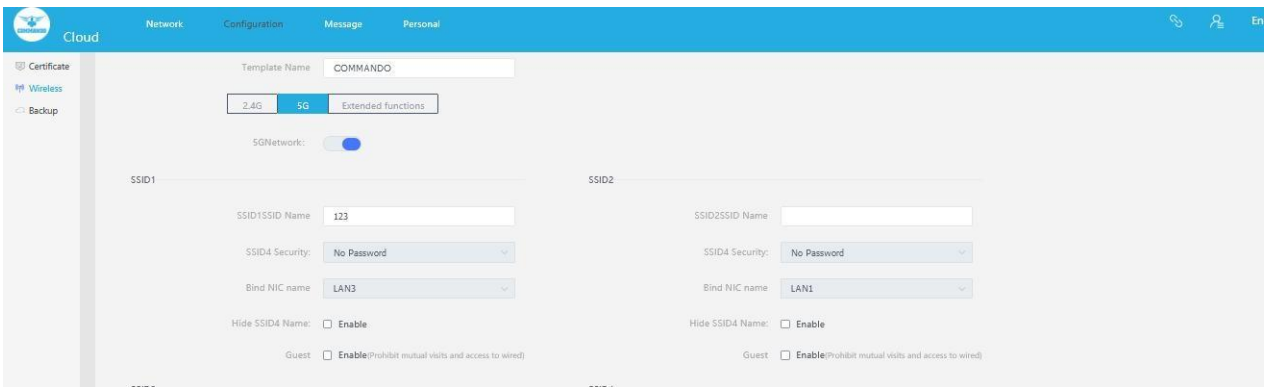 Cloud
Network Configuration Message Personal
En
Certificate
Wireless
Backup
Template Name COMMANDO
2.4G 5G Extended functions
5GNetwork:
SSID1 SSID2
SSID1SSID Name 123 SSID2SSID Name
SSID4 Security: No Password SSID4 Security: No Password
Bind NIC name LAN3 Bind NIC name LAN1
Hide SSID4 Name: Enable Hide SSID4 Name: Enable
Guest Enable(Prohibit mutual visits and access to wired) Guest Enable(Prohibit mutual visits and access to wired)